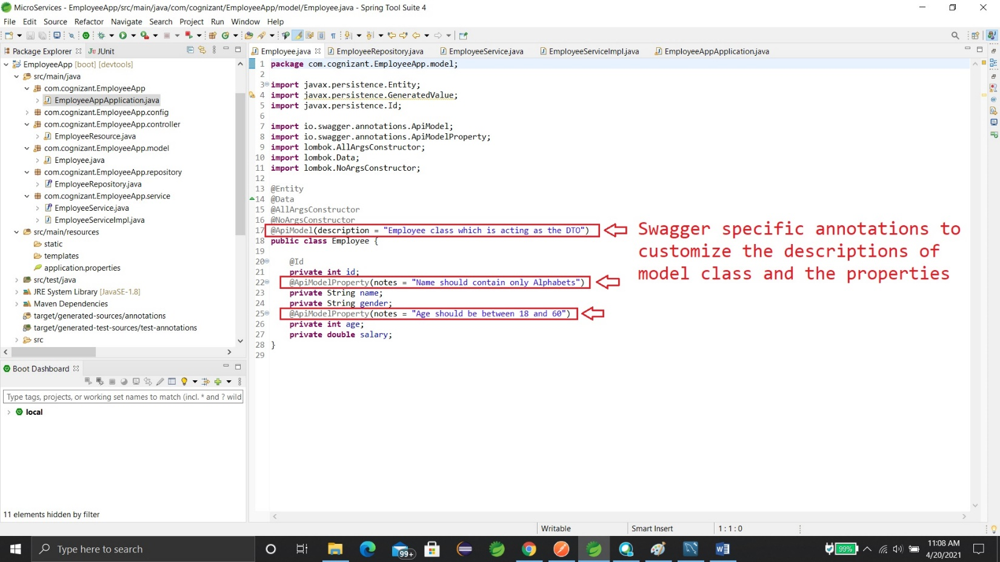 MicroServices - EmployeeApp/src/main/java/com/cognizant/EmployeeApp/model/Employee.java - Spring Tool Suite 4
File Edit Source Refactor Navigate Search Project Run Window Help
Package Explorer
JUnit
EmployeeApp [boot] [devtools]
src/main/java
com.cognizant.EmployeeApp
EmployeeAppApplication.java
com.cognizant.EmployeeApp.config
com.cognizant.EmployeeApp.controller
EmployeeResource.java
com.cognizant.EmployeeApp.model
Employee.java
com.cognizant.EmployeeApp.repository
EmployeeRepository.java
com.cognizant.EmployeeApp.service
EmployeeService.java
EmployeeServiceImpl.java
src/main/resources
static
templates
application.properties
src/test/java
JRE System Library [JavaSE-1.8]
Maven Dependencies
target/generated-sources/annotations
target/generated-test-sources/test-annotations
src
Boot Dashboard
Type tags, projects, or working set names to match (incl. * and ? wild
local
11 elements hidden by filter
Employee.java EmployeeRepository.java EmployeeService.java EmployeeServiceImpl.java EmployeeAppApplication.java
1 package com.cognizant.EmployeeApp.model;
2
3 import javax.persistence.Entity;
4 import javax.persistence.GeneratedValue;
5 import javax.persistence.Id;
6
7 import io.swagger.annotations.ApiModel;
8 import io.swagger.annotations.ApiModelProperty;
9 import lombok.AllArgsConstructor;
10 import lombok.Data;
11 import lombok.NoArgsConstructor;
12
13 @Entity
14 @Data
15 @AllArgsConstructor
16 @NoArgsConstructor
17 @ApiModel(description = "Employee class which is acting as the DTO")
18 public class Employee {
19
20 @Id
21 private int id;
22 @ApiModelProperty(notes = "Name should contain only Alphabets")
23 private String name;
24 private String gender;
25 @ApiModelProperty(notes = "Age should be between 18 and 60")
26 private int age;
27 private double salary;
28 }
29
Swagger specific annotations to
customize the descriptions of
model class and the properties
Writable Smart Insert 1 : 1 : 0
Type here to search
99+
99%
11:08 AM
4/20/2021